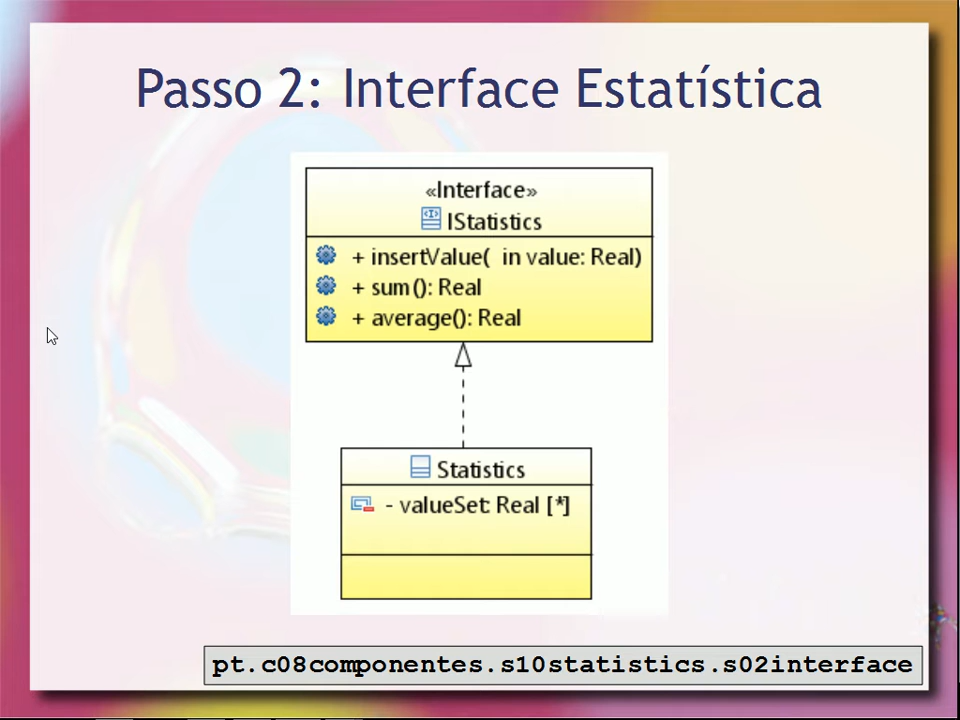 Passo 2: Interface Estatística
«Interface»
IStatistics
+ insertValue( in value: Real)
+ sum(): Real
+ average(): Real
Statistics
- valueSet: Real [*]
pt.c08componentes.s10statistics.s02interface